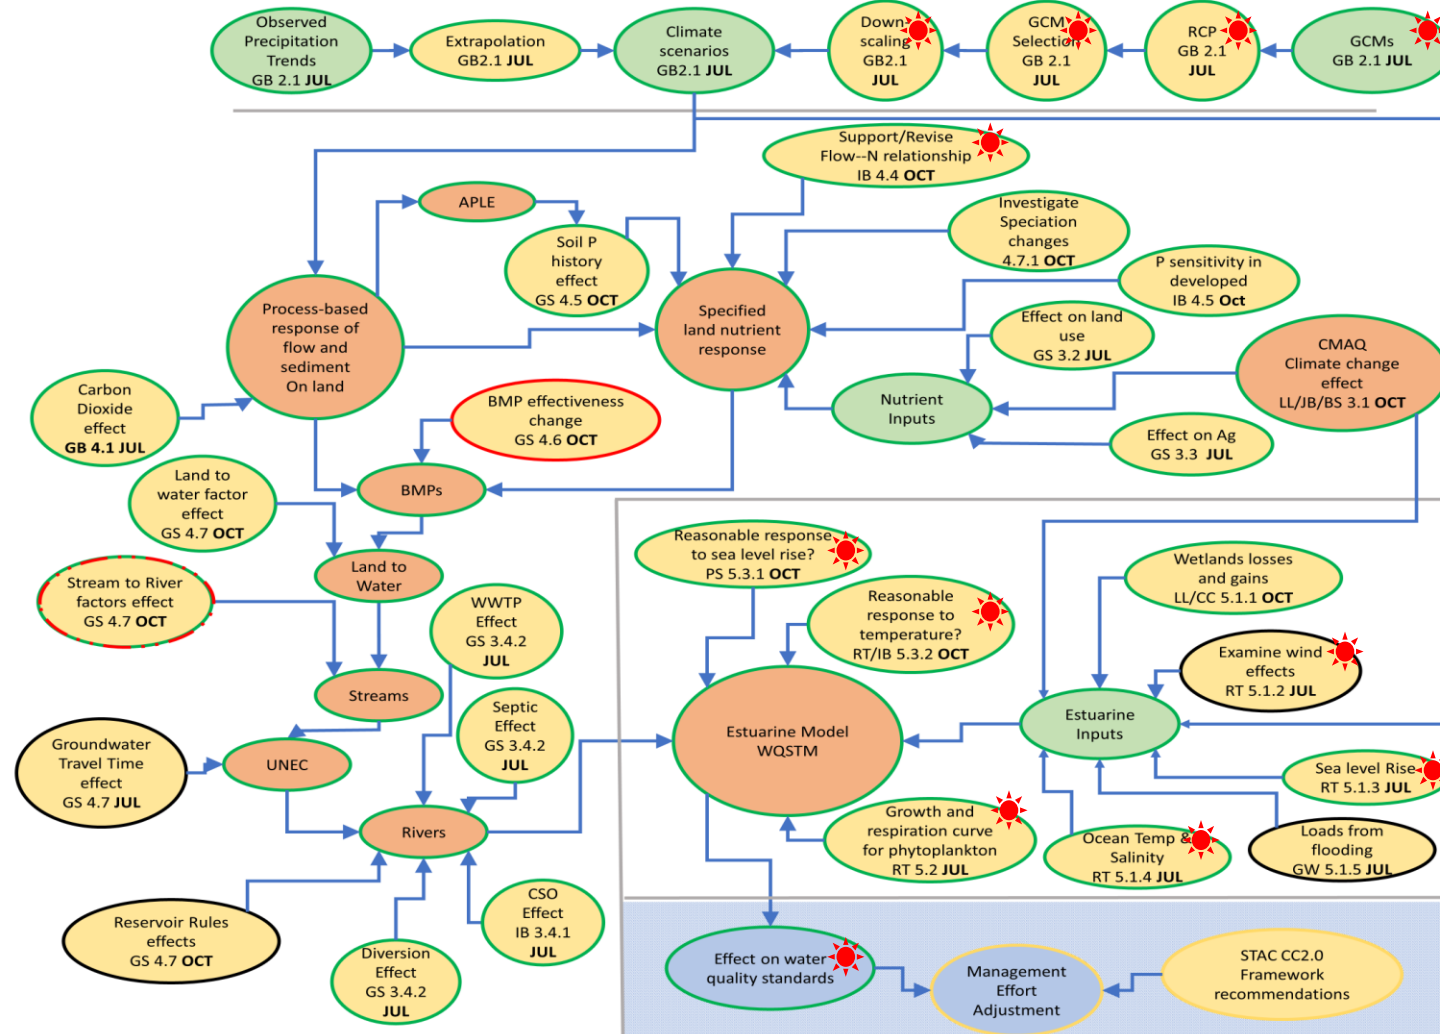 Observed
Precipitation
Trends
GB 2.1 JUL
Extrapolation
GB2.1 JUL
Climate
scenarios
GB2.1 JUL
Down
scaling
GB2.1
JUL
GCM
Selection
GB 2.1
JUL
RCP
GB 2.1
JUL
GCMs
GB 2.1 JUL
Support/Revise
Flow--N relationship
IB 4.4 OCT
APLE
Investigate
Speciation
changes
4.7.1 OCT
Soil P
history
effect
GS 4.5 OCT
P sensitivity in
developed
IB 4.5 Oct
Process-based
response of
flow and
sediment
On land
Specified
land nutrient
response
Effect on land
use
GS 3.2 JUL
CMAQ
Climate change
effect
LL/JB/BS 3.1 OCT
Carbon
Dioxide
effect
GB 4.1 JUL
BMP effectiveness
change
GS 4.6 OCT
Nutrient
Inputs
Effect on Ag
GS 3.3 JUL
Land to
water factor
effect
GS 4.7 OCT
BMPs
Reasonable response
to sea level rise?
PS 5.3.1 OCT
Wetlands losses
and gains
LL/CC 5.1.1 OCT
Land to
Water
Stream to River
factors effect
GS 4.7 OCT
WWTP
Effect
GS 3.4.2
JUL
Reasonable
response to
temperature?
RT/IB 5.3.2 OCT
Examine wind
effects
RT 5.1.2 JUL
Streams
Septic
Effect
GS 3.4.2
JUL
Estuarine Model
WQSTM
Estuarine
Inputs
Groundwater
Travel Time
effect
GS 4.7 JUL
UNEC
Sea level Rise
RT 5.1.3 JUL
Rivers
Growth and
respiration curve
for phytoplankton
RT 5.2 JUL
Ocean Temp &
Salinity
RT 5.1.4 JUL
Loads from
flooding
GW 5.1.5 JUL
Reservoir Rules
effects
GS 4.7 OCT
CSO
Effect
IB 3.4.1
JUL
Diversion
Effect
GS 3.4.2
JUL
Effect on water
quality standards
Management
Effort
Adjustment
STAC CC2.0
Framework
recommendations